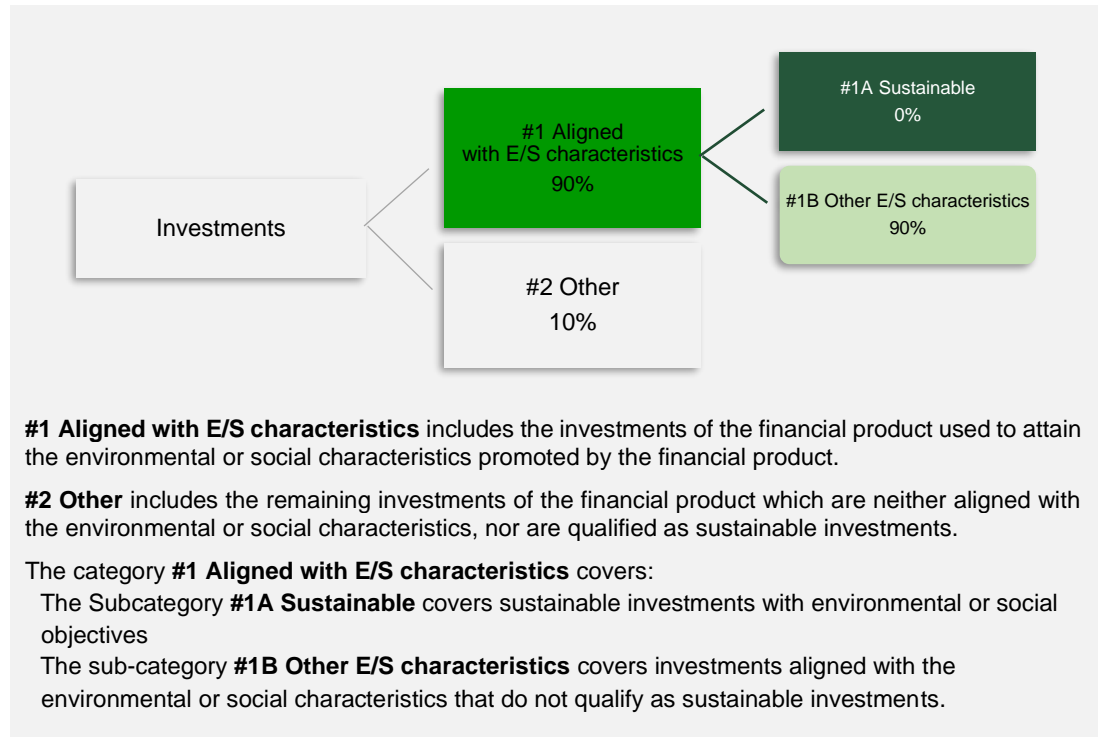 #1A Sustainable
0%
#1 Aligned
with E/S characteristics
90%
#1B Other E/S characteristics
90%
Investments
#2 Other
10%
#1 Aligned with E/S characteristics includes the investments of the financial product used to attain
the environmental or social characteristics promoted by the financial product.
#2 Other includes the remaining investments of the financial product which are neither aligned with
the environmental or social characteristics, nor are qualified as sustainable investments.
The category #1 Aligned with E/S characteristics covers:
The Subcategory #1A Sustainable covers sustainable investments with environmental or social
objectives
The sub-category #1B Other E/S characteristics covers investments aligned with the
environmental or social characteristics that do not qualify as sustainable investments.